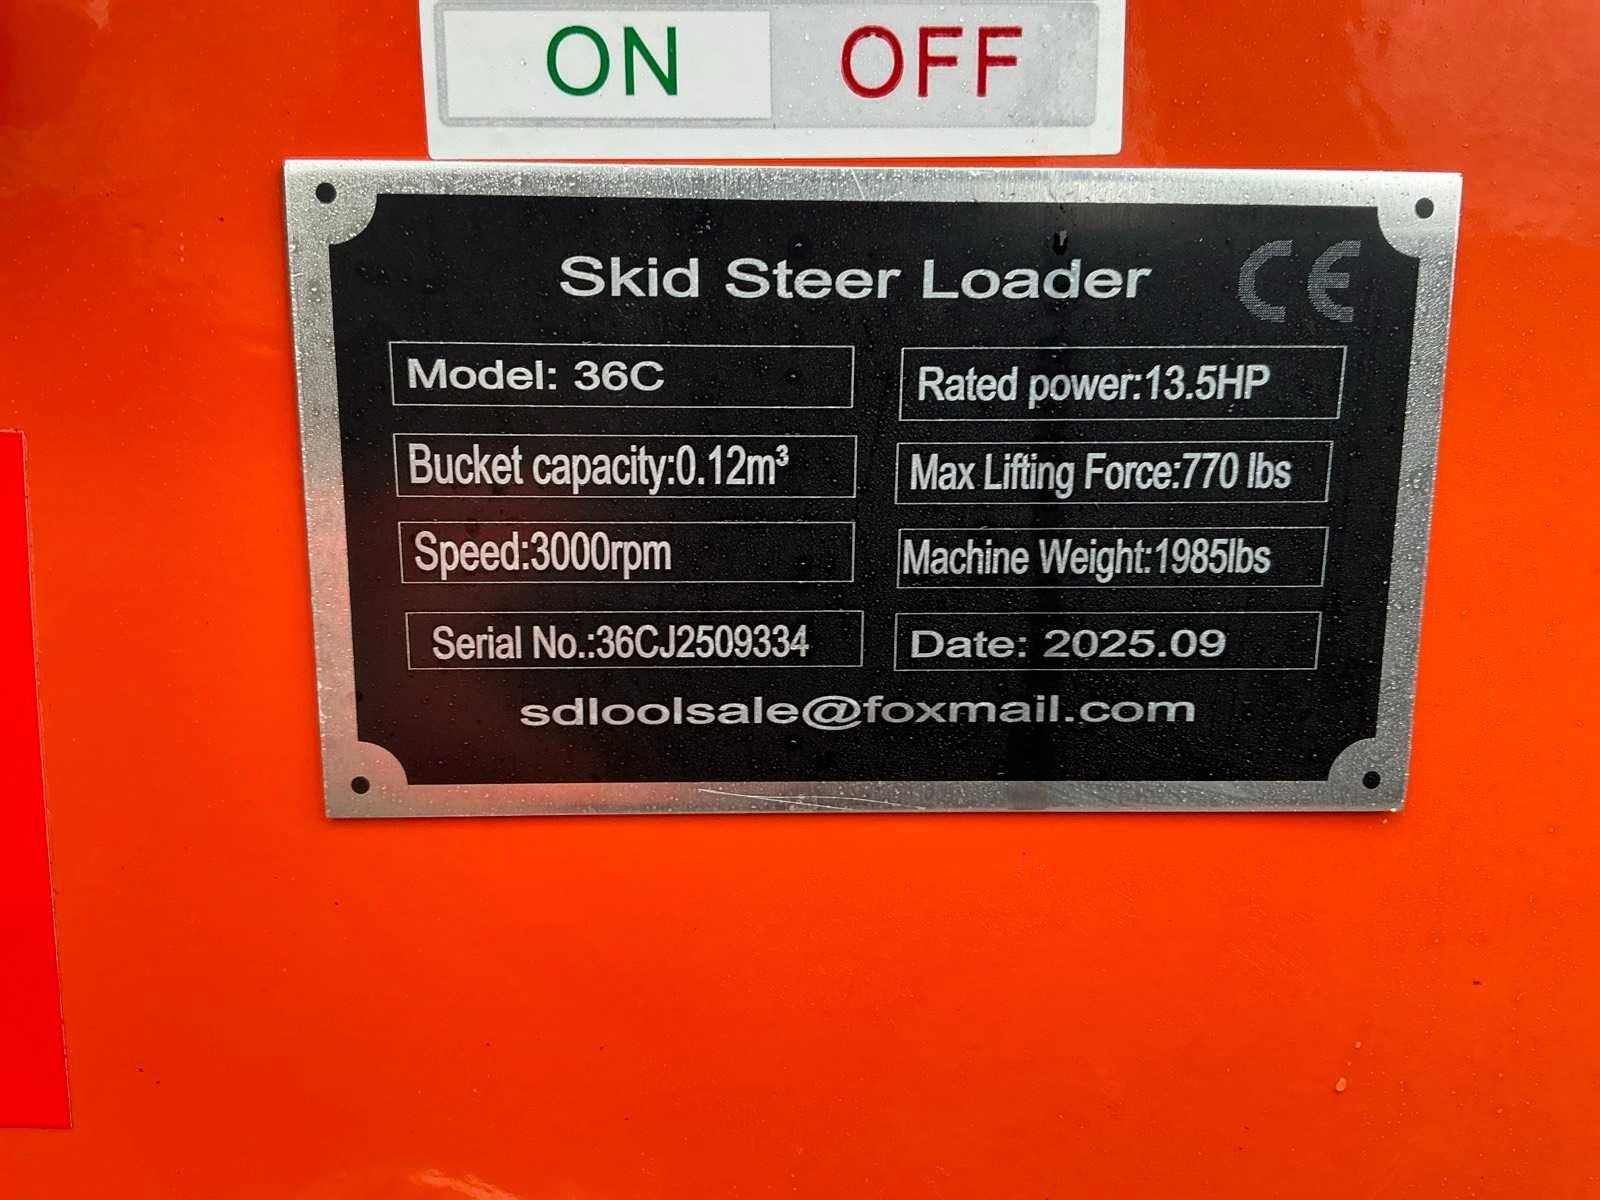 ON OFF
Skid Steer Loader CE
Model: 36C
Rated power:13.5HP
Bucket capacity:0.12m³
Max Lifting Force:770 lbs
Speed:3000rpm
Machine Weight:1985lbs
Serial No.:36CJ2509334
Date: 2025.09
sdloolsale@foxmail.com